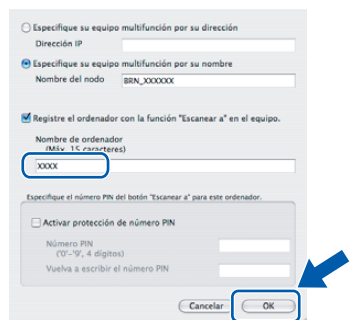 Especifique su equipo multifunción por su dirección
Dirección IP
Especifique su equipo multifunción por su nombre
Nombre del nodo BRN_XXXXXX
Registre el ordenador con la función "Escanear a" en el equipo.
Nombre de ordenador
(Máx. 15 caracteres)
XXXX
Especifique el número PIN del botón "Escanear a" para este ordenador.
Activar protección de número PIN
Número PIN
('0'-'9', 4 dígitos)
Vuelva a escribir el número PIN
Cancelar OK